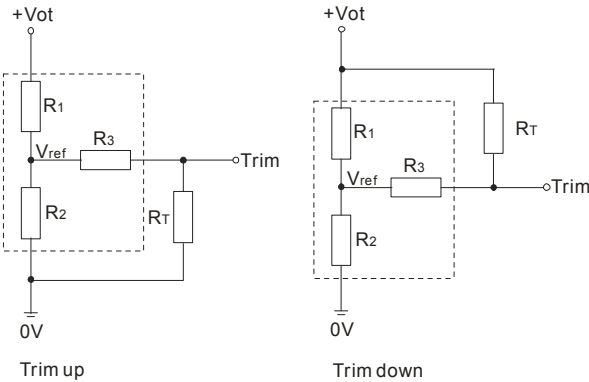 +Vot
R1
R3
Vref
Trim
R2
RT
0V
Trim up
+Vot
R1
RT
R3
Vref
Trim
R2
0V
Trim down